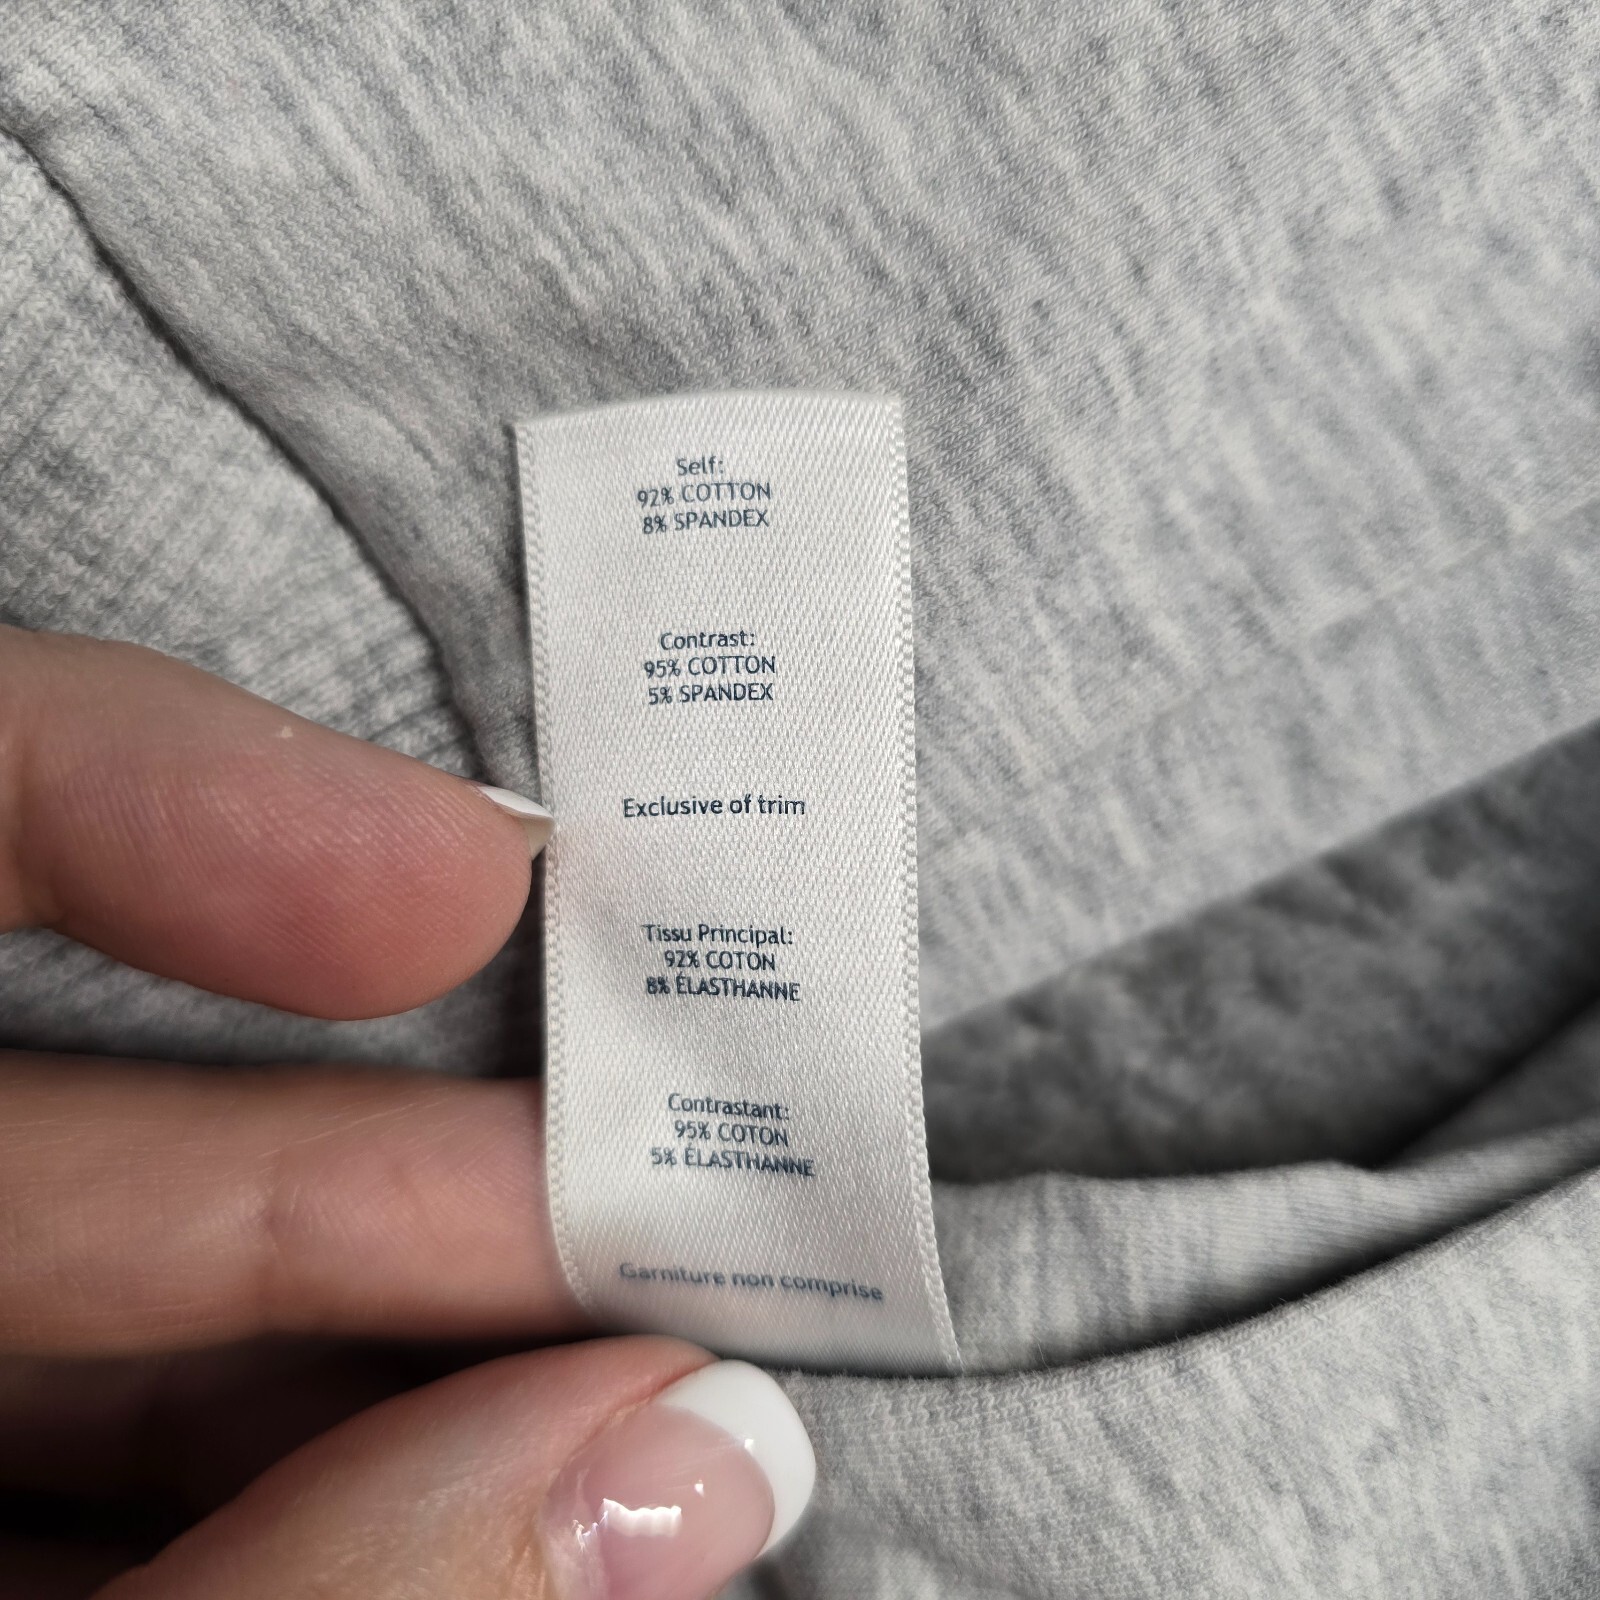 Self:
92% COTTON
8% SPANDEX
Contrast:
95% COTTON
5% SPANDEX
Exclusive of trim
Tissu Principal:
92% COTON
8% ÉLASTHANNE
Contrastant:
95% COTON
5% ÉLASTHANNE
Garniture non comprise